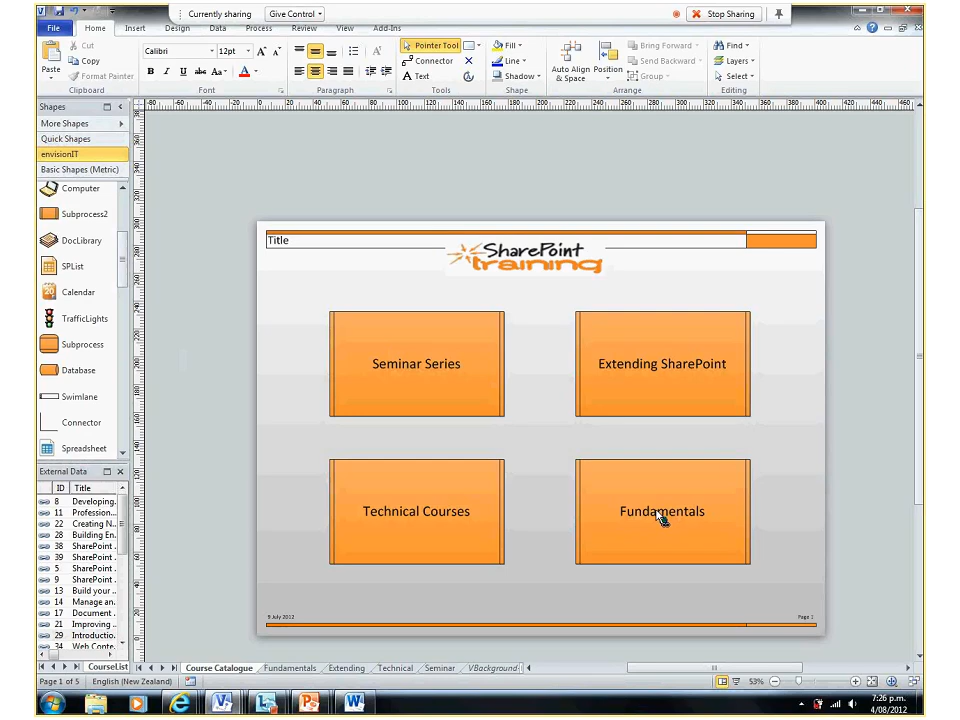 Currently sharing
Give Control
Stop Sharing
File
Home
Insert
Design
Data
Process
Review
View
Add-Ins
Paste
Cut
Copy
Format Painter
Clipboard
Calibri
12pt
B I U abc Aa
Font
Paragraph
Pointer Tool
Connector
Text
Tools
Fill
Line
Shadow
Shape
Auto Align
& Space
Position
Bring Forward
Send Backward
Group
Arrange
Find
Layers
Select
Editing
Shapes
More Shapes
Quick Shapes
envisionIT
Basic Shapes (Metric)
Computer
Subprocess2
DocLibrary
SPList
Calendar
TrafficLights
Subprocess
Database
Swimlane
Connector
Spreadsheet
External Data
ID Title
8 Developing.
11 Profession..
22 Creating N..
28 Building En.
38 SharePoint
39 SharePoint
5 SharePoint
9 SharePoint
13 Build your ..
14 Manage an.
17 Document .
21 Improving ..
29 Introductio..
34 Web Conte.
CourseList
Title
SharePoint
training
Seminar Series
Extending SharePoint
Technical Courses
Fundamentals
9 July 2012
Course Catalogue
Fundamentals
Extending
Technical
Seminar
VBackground
Page 1 of 5
English (New Zealand)
53%
7:26 p.m.
4/08/2012